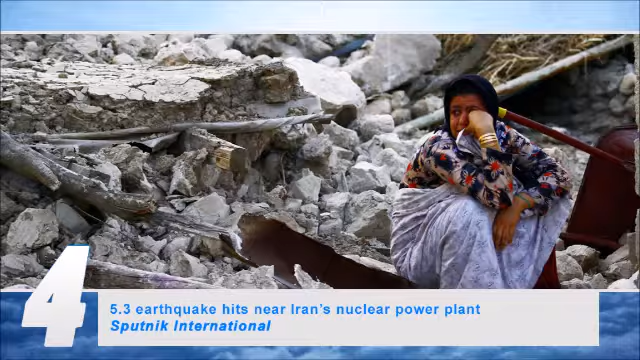 4
5.3 earthquake hits near Iran's nuclear power plant
Sputnik International